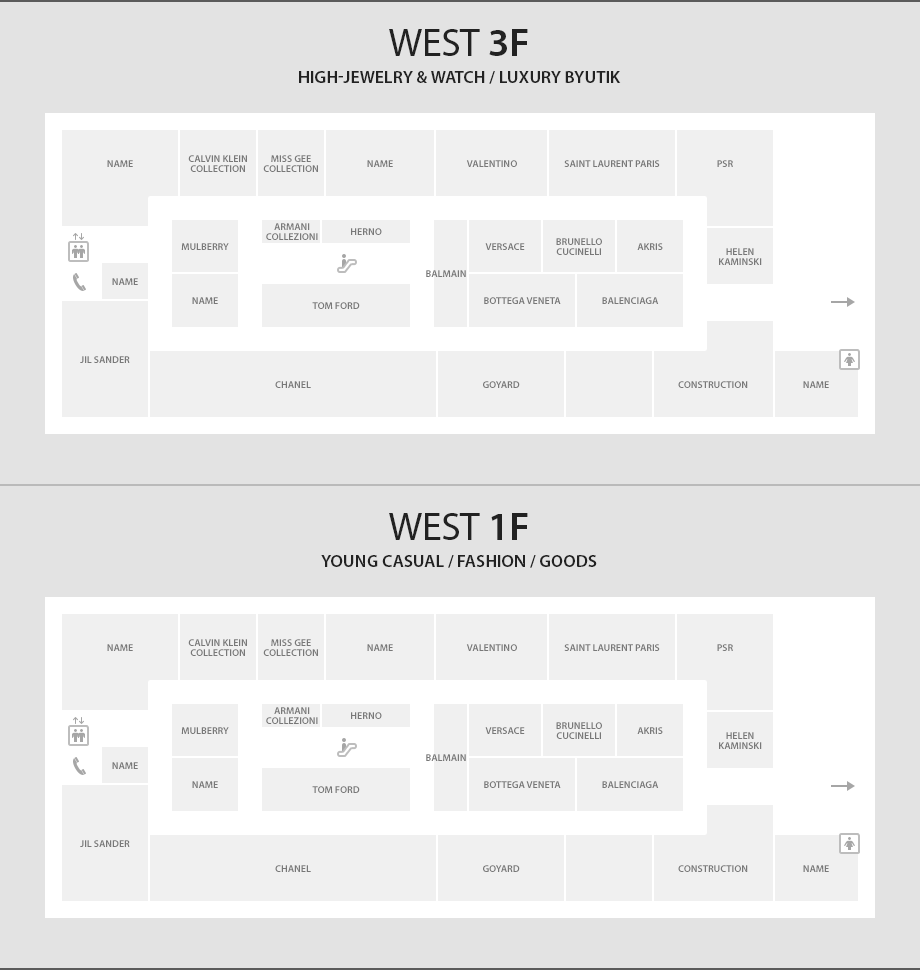 WEST 3F
HIGH-JEWELRY & WATCH / LUXURY BYUTIK
NAME
CALVIN KLEIN
COLLECTION
MISS GEE
COLLECTION
NAME
VALENTINO
SAINT LAURENT PARIS
PSR
MULBERRY
ARMANI
COLLEZIONI
HERNO
BALMAIN
VERSACE
BRUNELLO
CUCINELLI
AKRIS
HELEN
KAMINSKI
NAME
NAME
TOM FORD
BOTTEGA VENETA
BALENCIAGA
JIL SANDER
CHANEL
GOYARD
CONSTRUCTION
NAME
WEST 1F
YOUNG CASUAL / FASHION / GOODS
NAME
CALVIN KLEIN
COLLECTION
MISS GEE
COLLECTION
NAME
VALENTINO
SAINT LAURENT PARIS
PSR
MULBERRY
ARMANI
COLLEZIONI
HERNO
BALMAIN
VERSACE
BRUNELLO
CUCINELLI
AKRIS
HELEN
KAMINSKI
NAME
NAME
TOM FORD
BOTTEGA VENETA
BALENCIAGA
JIL SANDER
CHANEL
GOYARD
CONSTRUCTION
NAME